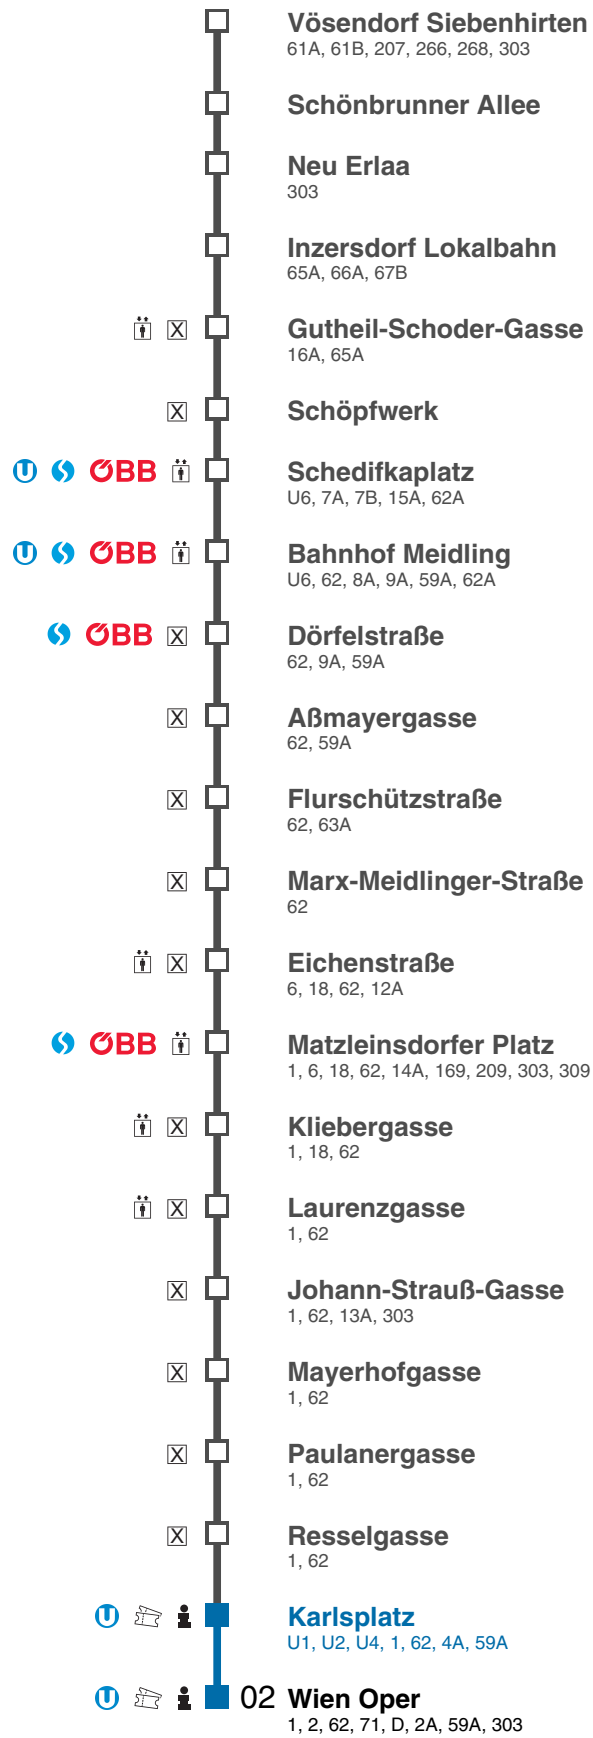 Vösendorf Siebenhirten
61A, 61B, 207, 266, 268, 303
Schönbrunner Allee
Neu Erlaa
303
Inzersdorf Lokalbahn
65A, 66A, 67B
X Gutheil-Schoder-Gasse
16A, 65A
X Schöpfwerk
U ÖBB Schedifkaplatz
U6, 7A, 7B, 15A, 62A
U ÖBB Bahnhof Meidling
U6, 62, 8A, 9A, 59A, 62A
ÖBB X Dörfelstraße
62, 9A, 59A
X Aßmayergasse
62, 59A
X Flurschützstraße
62, 63A
X Marx-Meidlinger-Straße
62
X Eichenstraße
6, 18, 62, 12A
ÖBB Matzleinsdorfer Platz
1, 6, 18, 62, 14A, 169, 209, 303, 309
X Kliebergasse
1, 18, 62
X Laurenzgasse
1, 62
X Johann-Strauß-Gasse
1, 62, 13A, 303
X Mayerhofgasse
1, 62
X Paulanergasse
1, 62
X Resselgasse
1, 62
U i Karlsplatz
U1, U2, U4, 1, 62, 4A, 59A
U i 02 Wien Oper
1, 2, 62, 71, D, 2A, 59A, 303